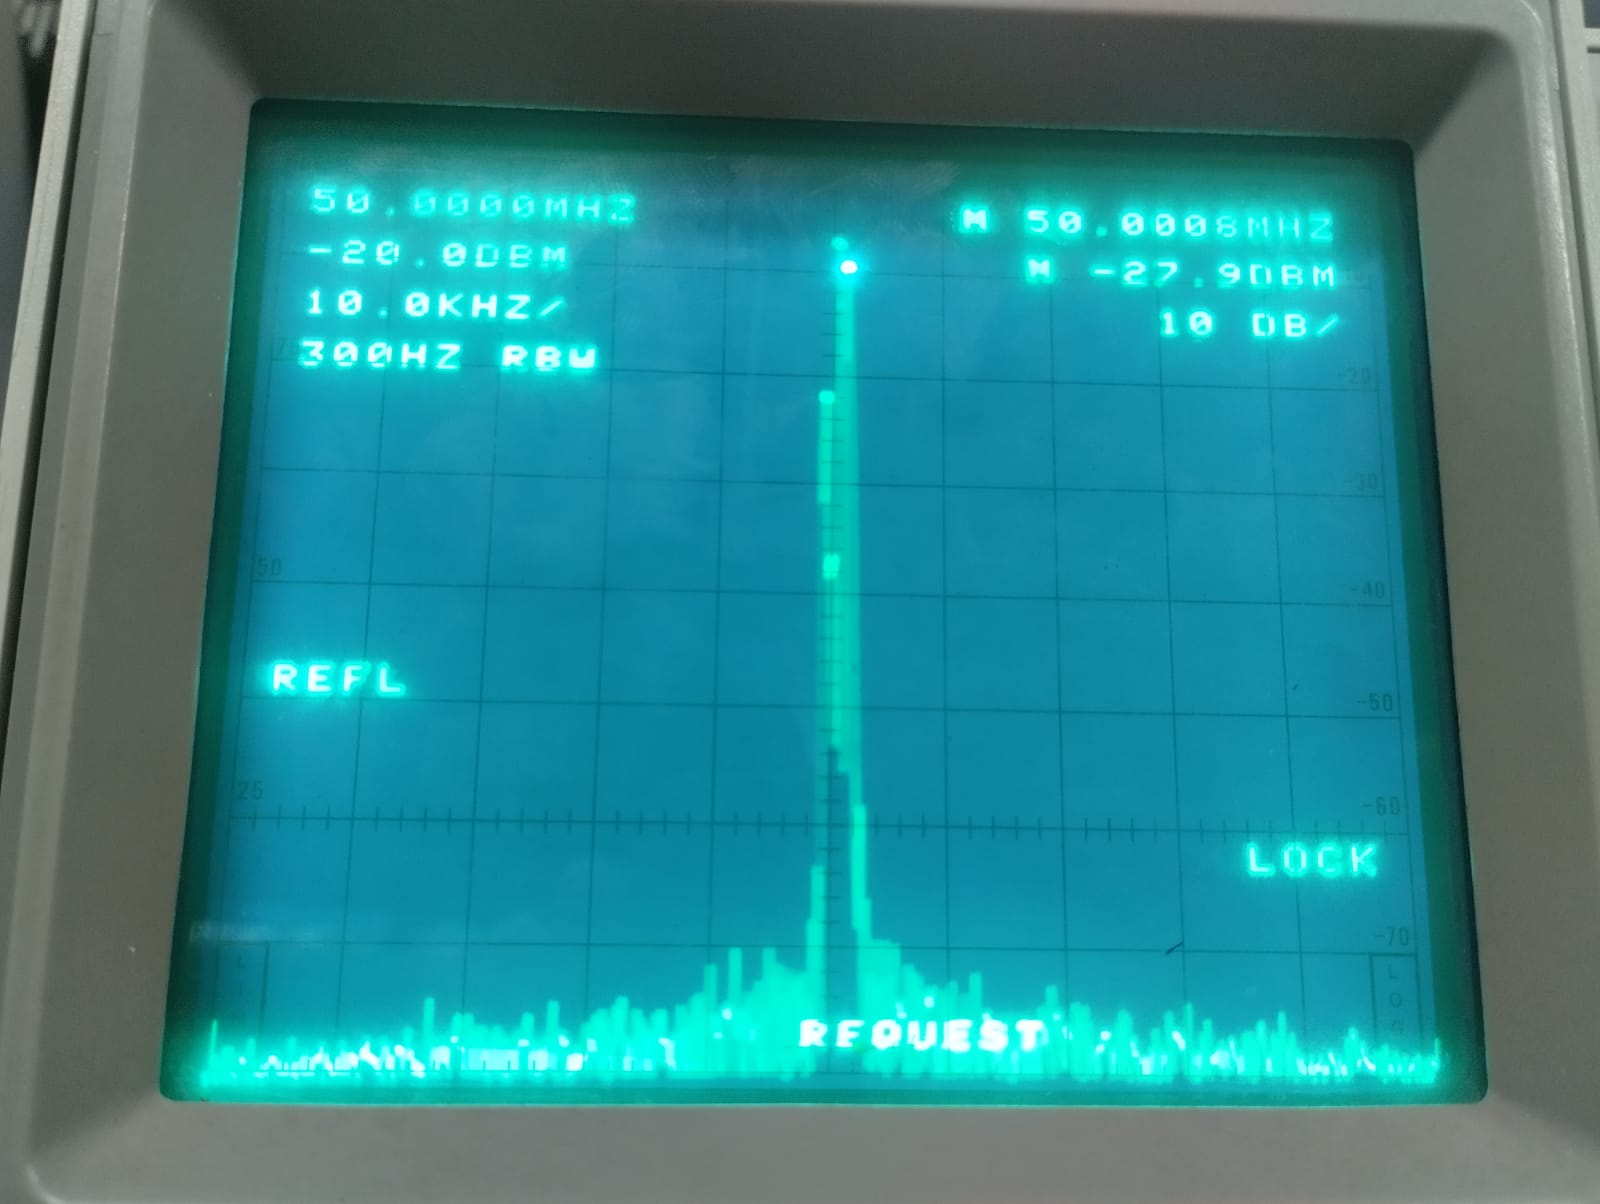 50.0000MHZ
-20.0DBM
10.0KHZ/
300HZ RBW
M 50.0008MHZ
M -27.9DBM
10 DB/
-20
-30
50
-40
REFL
-50
25
-60
LOCK
-70
REQUEST